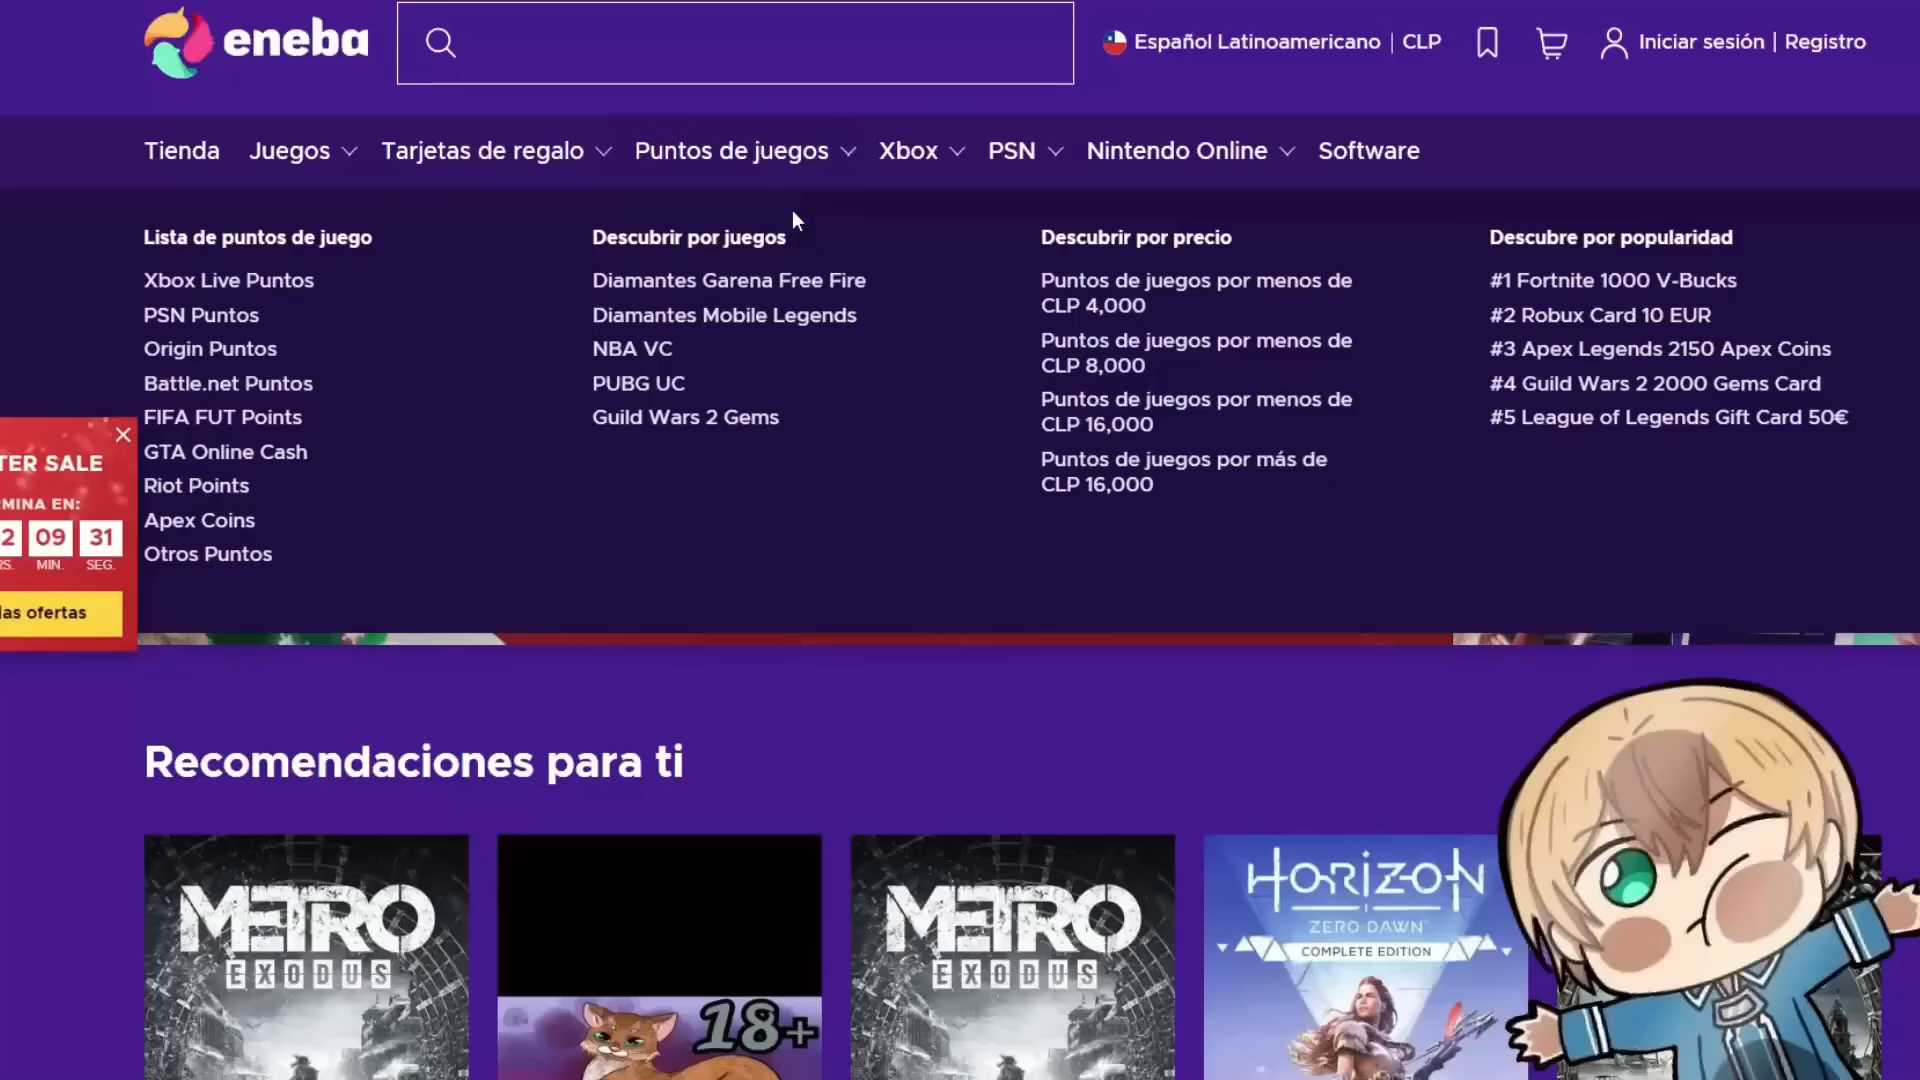 eneba
Español Latinoamericano | CLP
Iniciar sesión | Registro
Tienda
Juegos
Tarjetas de regalo
Puntos de juegos
Xbox
PSN
Nintendo Online
Software
Lista de puntos de juego
Xbox Live Puntos
PSN Puntos
Origin Puntos
Battle.net Puntos
FIFA FUT Points
GTA Online Cash
Riot Points
Apex Coins
Otros Puntos
Descubrir por juegos
Diamantes Garena Free Fire
Diamantes Mobile Legends
NBA VC
PUBG UC
Guild Wars 2 Gems
Descubrir por precio
Puntos de juegos por menos de
CLP 4,000
Puntos de juegos por menos de
CLP 8,000
Puntos de juegos por menos de
CLP 16,000
Puntos de juegos por más de
CLP 16,000
Descubre por popularidad
#1 Fortnite 1000 V-Bucks
#2 Robux Card 10 EUR
#3 Apex Legends 2150 Apex Coins
#4 Guild Wars 2 2000 Gems Card
#5 League of Legends Gift Card 50€
TER SALE
MINA EN:
2 09 31
RS. MIN. SEG.
las ofertas
Recomendaciones para ti
METRO
EXODUS
18+
METRO
EXODUS
HORIZON
ZERO DAWN
COMPLETE EDITION